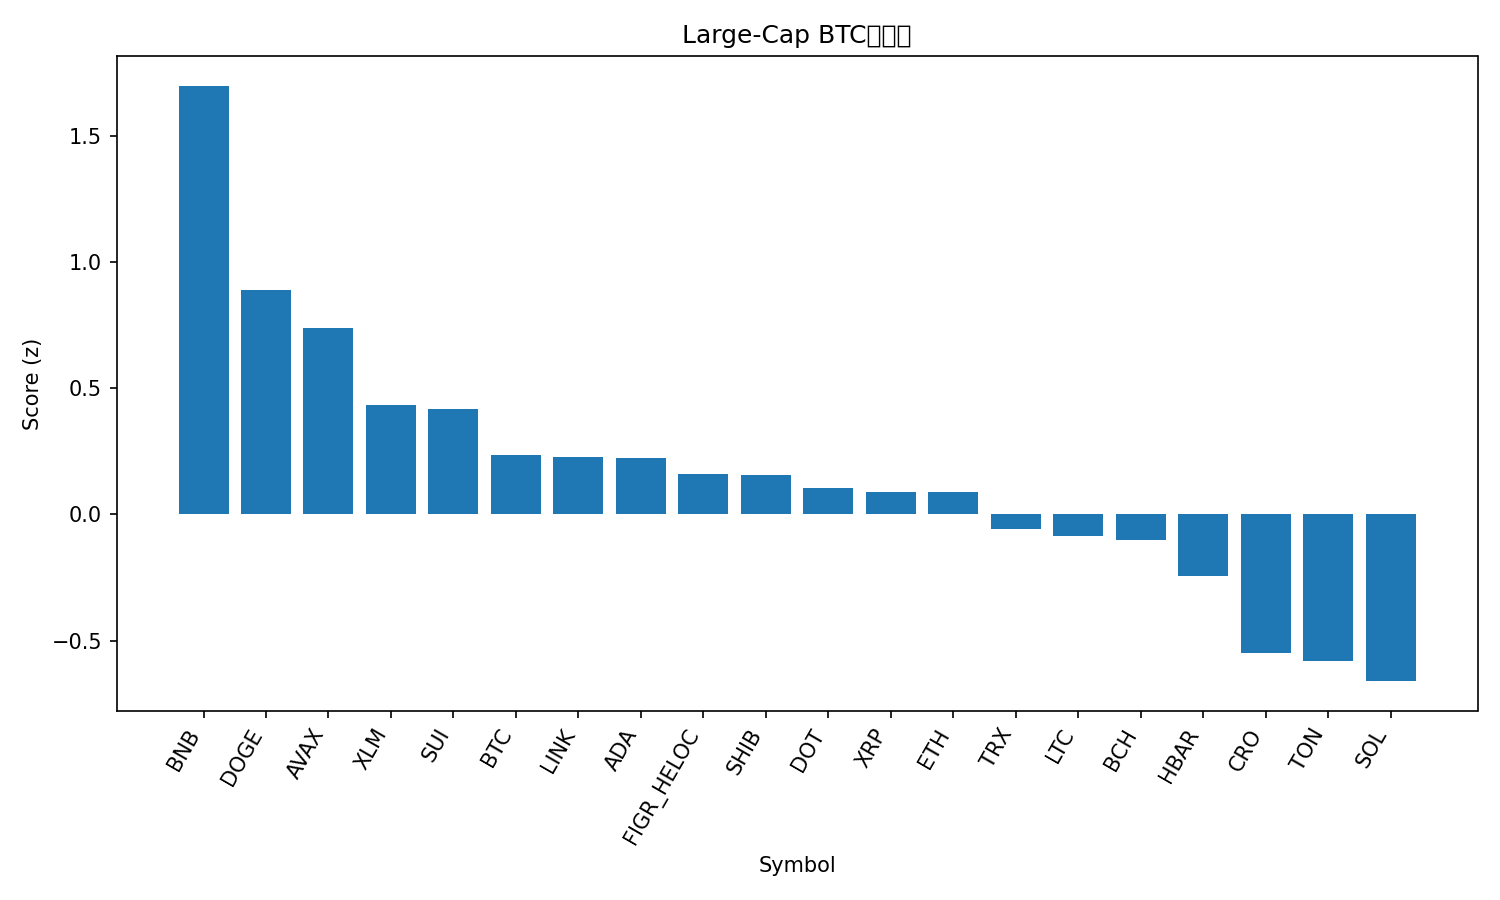 Large-Cap BTC
Score (z)
1.5
1.0
0.5
0.0
−0.5
BNB
DOGE
AVAX
XLM
SUI
BTC
LINK
ADA
FIGR_HELOC
SHIB
DOT
XRP
ETH
TRX
LTC
BCH
HBAR
CRO
TON
SOL
Symbol